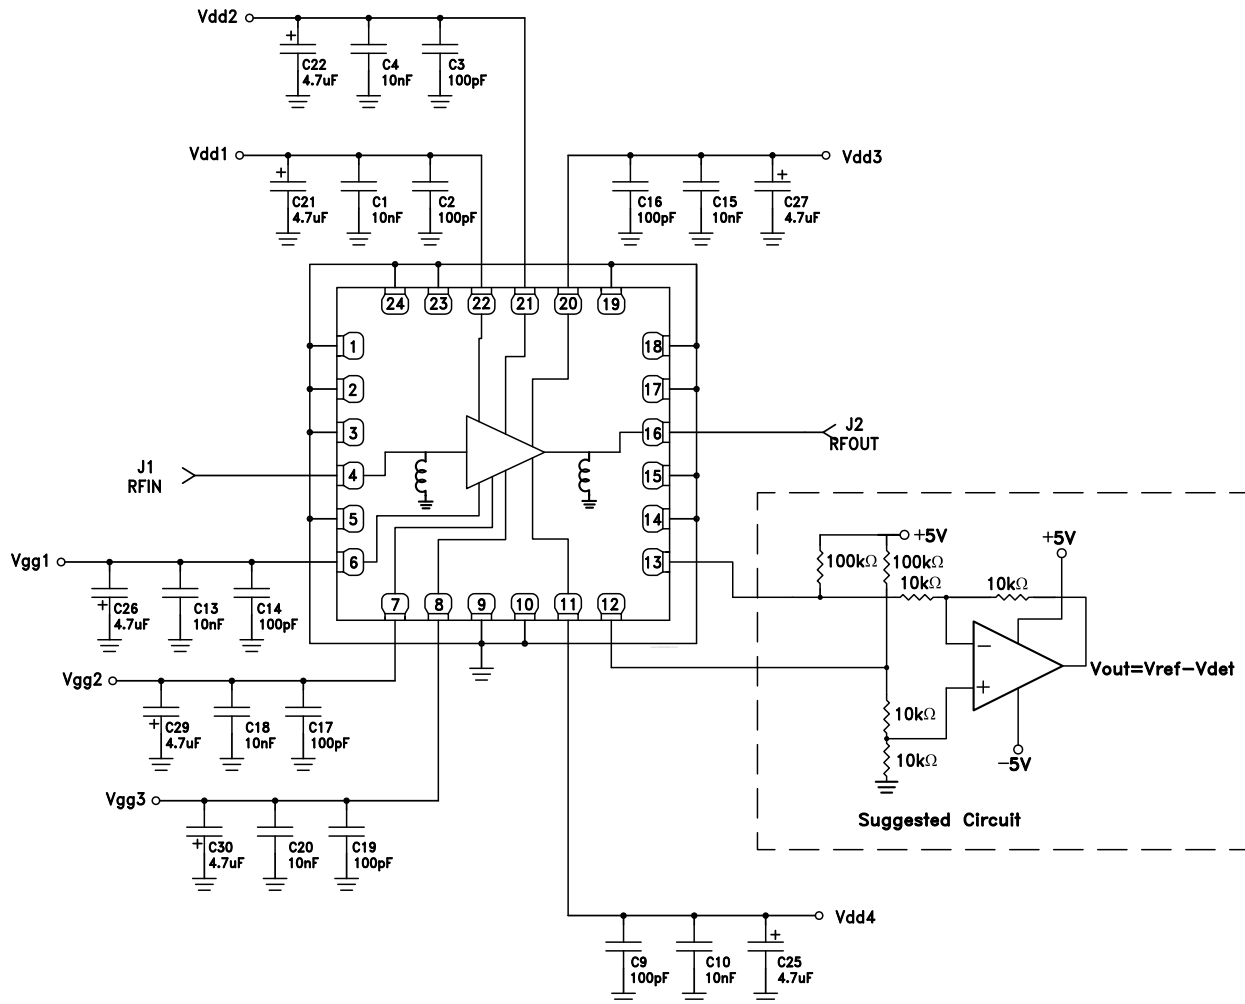 Vdd2
+
C22
4.7uF
C4
10nF
C3
100pF
Vdd1
+
C21
4.7uF
C1
10nF
C2
100pF
Vdd3
C16
100pF
C15
10nF
+
C27
4.7uF
24
23
22
21
20
19
1
2
3
4
5
6
18
17
16
15
14
13
7
8
9
10
11
12
J1
RFIN
J2
RFOUT
Vgg1
+
C26
4.7uF
C13
10nF
C14
100pF
Vgg2
+
C29
4.7uF
C18
10nF
C17
100pF
Vgg3
+
C30
4.7uF
C20
10nF
C19
100pF
Vdd4
C9
100pF
C10
10nF
+
C25
4.7uF
+5V
+5V
100kΩ
100kΩ
10kΩ
10kΩ
−
+
Vout=Vref-Vdet
10kΩ
10kΩ
-5V
Suggested Circuit